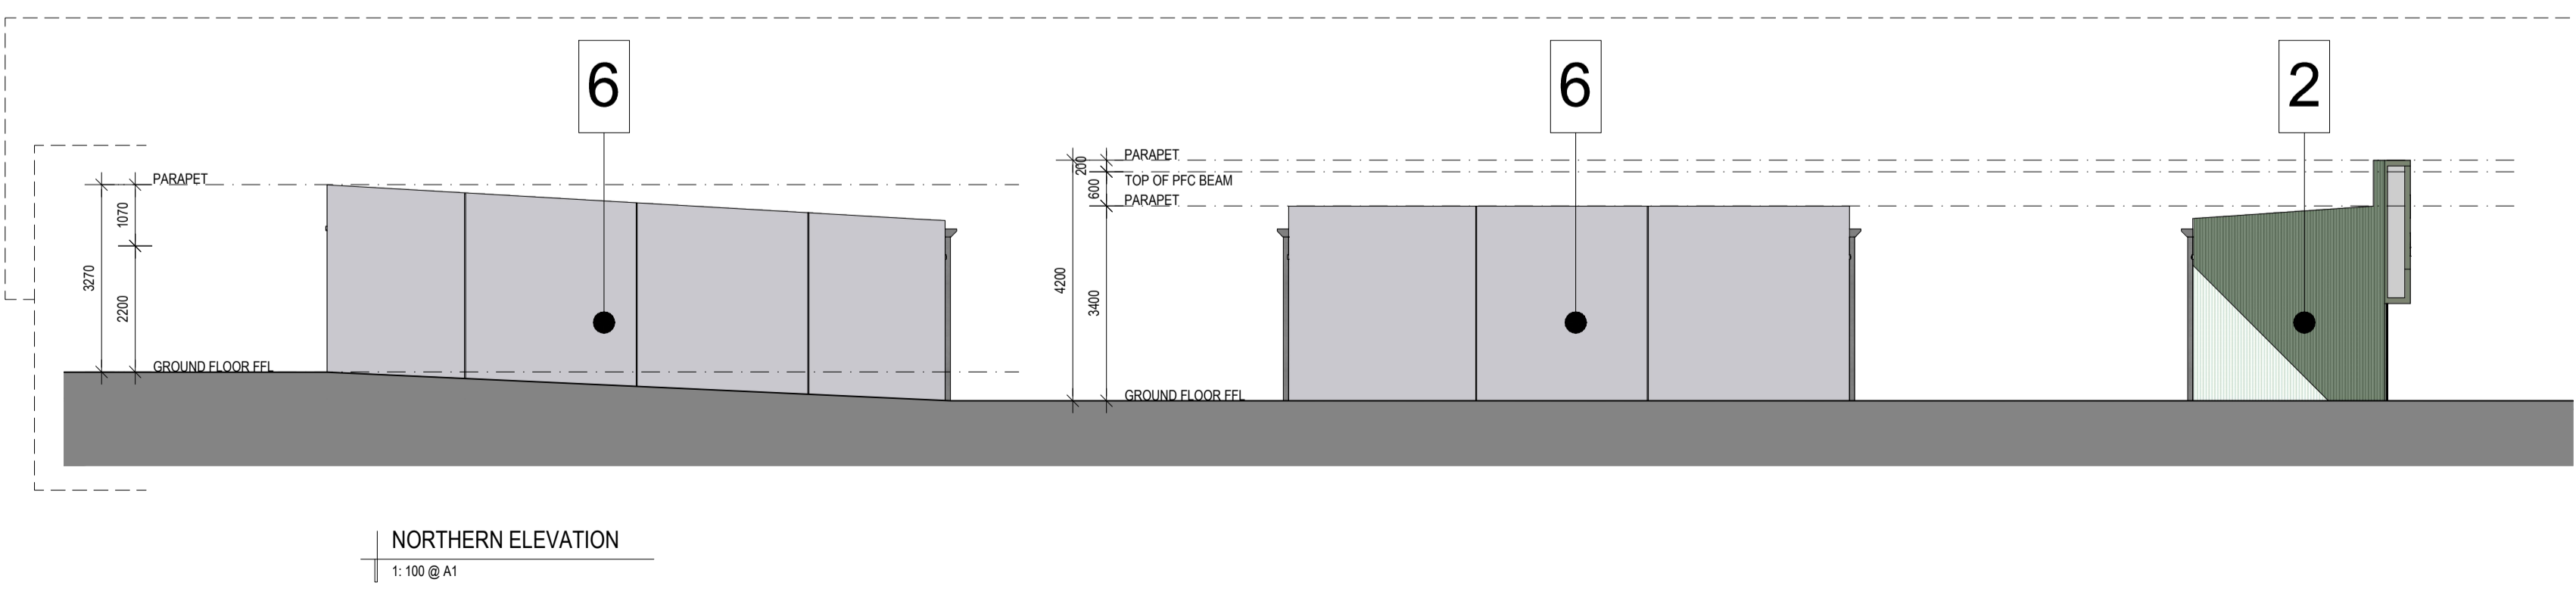 6
6
2
PARAPET
1070
3270
2200
GROUND FLOOR FFL
PARAPET
200
TOP OF PFC BEAM
600
PARAPET
4200
3400
GROUND FLOOR FFL
NORTHERN ELEVATION
1: 100 @ A1